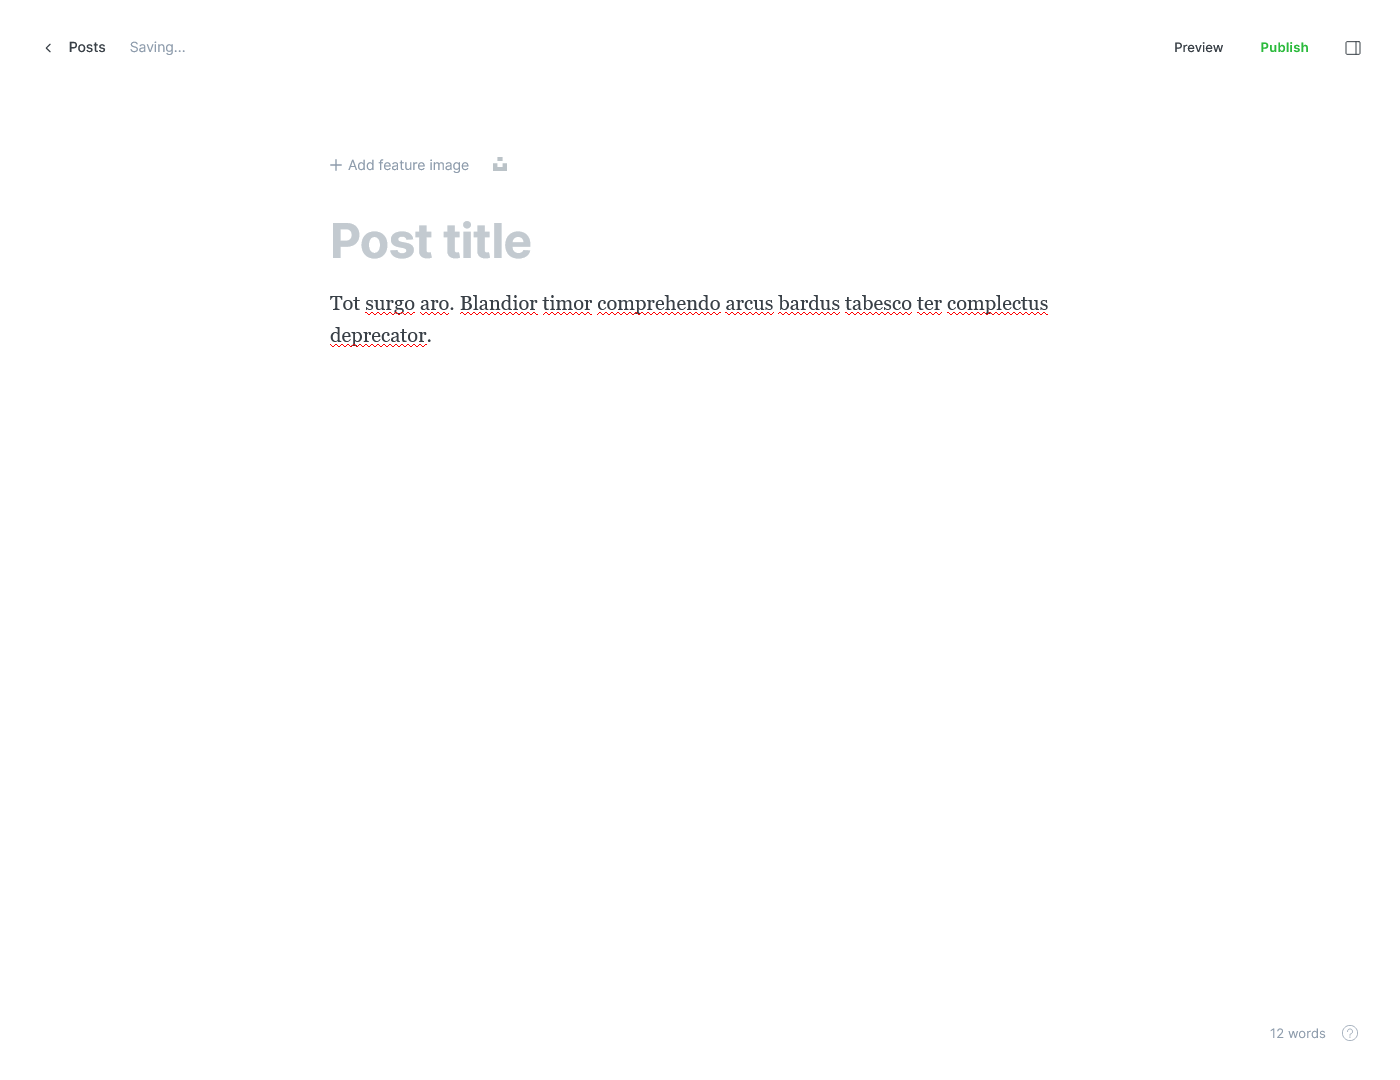 Posts Saving... Preview Publish
Add feature image
Post title
Tot surgo aro. Blandior timor comprehendo arcus bardus tabesco ter complectus
deprecator.
12 words ?